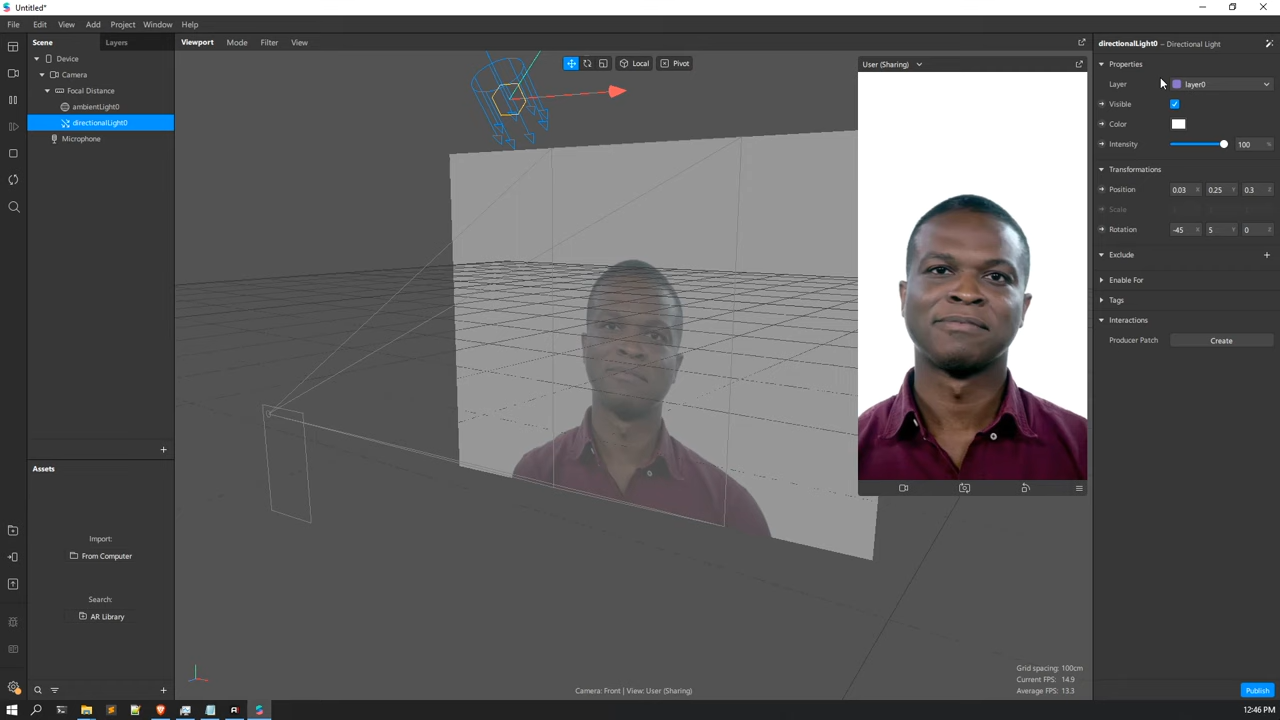 Untitled*
File Edit View Add Project Window Help
Scene Layers
Device
Camera
Focal Distance
ambientLight0
directionalLight0
Microphone
Assets
Import:
From Computer
Search:
AR Library
Viewport Mode Filter View
Local Pivot
User (Sharing)
Grid spacing: 100cm
Current FPS: 14.9
Average FPS: 13.3
Camera: Front | View: User (Sharing)
directionalLight0 – Directional Light
Properties
Layer layer0
Visible
Color
Intensity 100 %
Transformations
Position 0.03 X 0.25 Y 0.3 Z
Scale
Rotation -45 X 5 Y 0 Z
Exclude
Enable For
Tags
Interactions
Producer Patch Create
Publish
12:46 PM